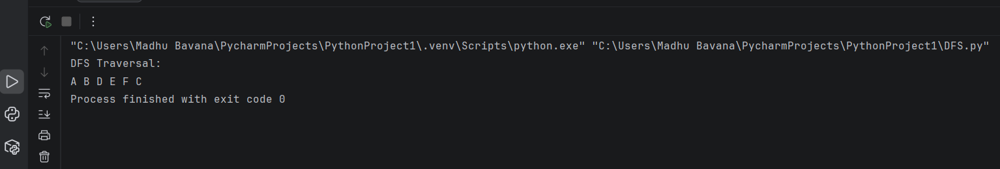 "C:\Users\Madhu Bavana\PycharmProjects\PythonProject1\.venv\Scripts\python.exe" "C:\Users\Madhu Bavana\PycharmProjects\PythonProject1\DFS.py"
DFS Traversal:
A B D E F C
Process finished with exit code 0